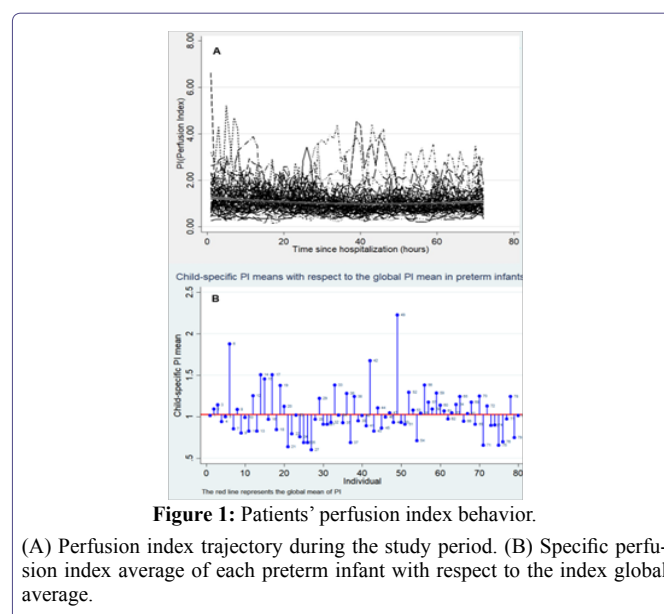 A
8.00
6.00
4.00
2.00
0.00
PI(Perfusion Index)
0 20 40 60 80
Time since hospitalization (hours)
Child-specific PI means with respect to the global PI mean in preterm infants
B
2.5
2
1.5
1
.5
Child-specific PI mean
0 10 20 30 40 50 60 70 80
Individual
The red line represents the global mean of PI
Figure 1: Patients’ perfusion index behavior.
(A) Perfusion index trajectory during the study period. (B) Specific perfu-
sion index average of each preterm infant with respect to the index global
average.